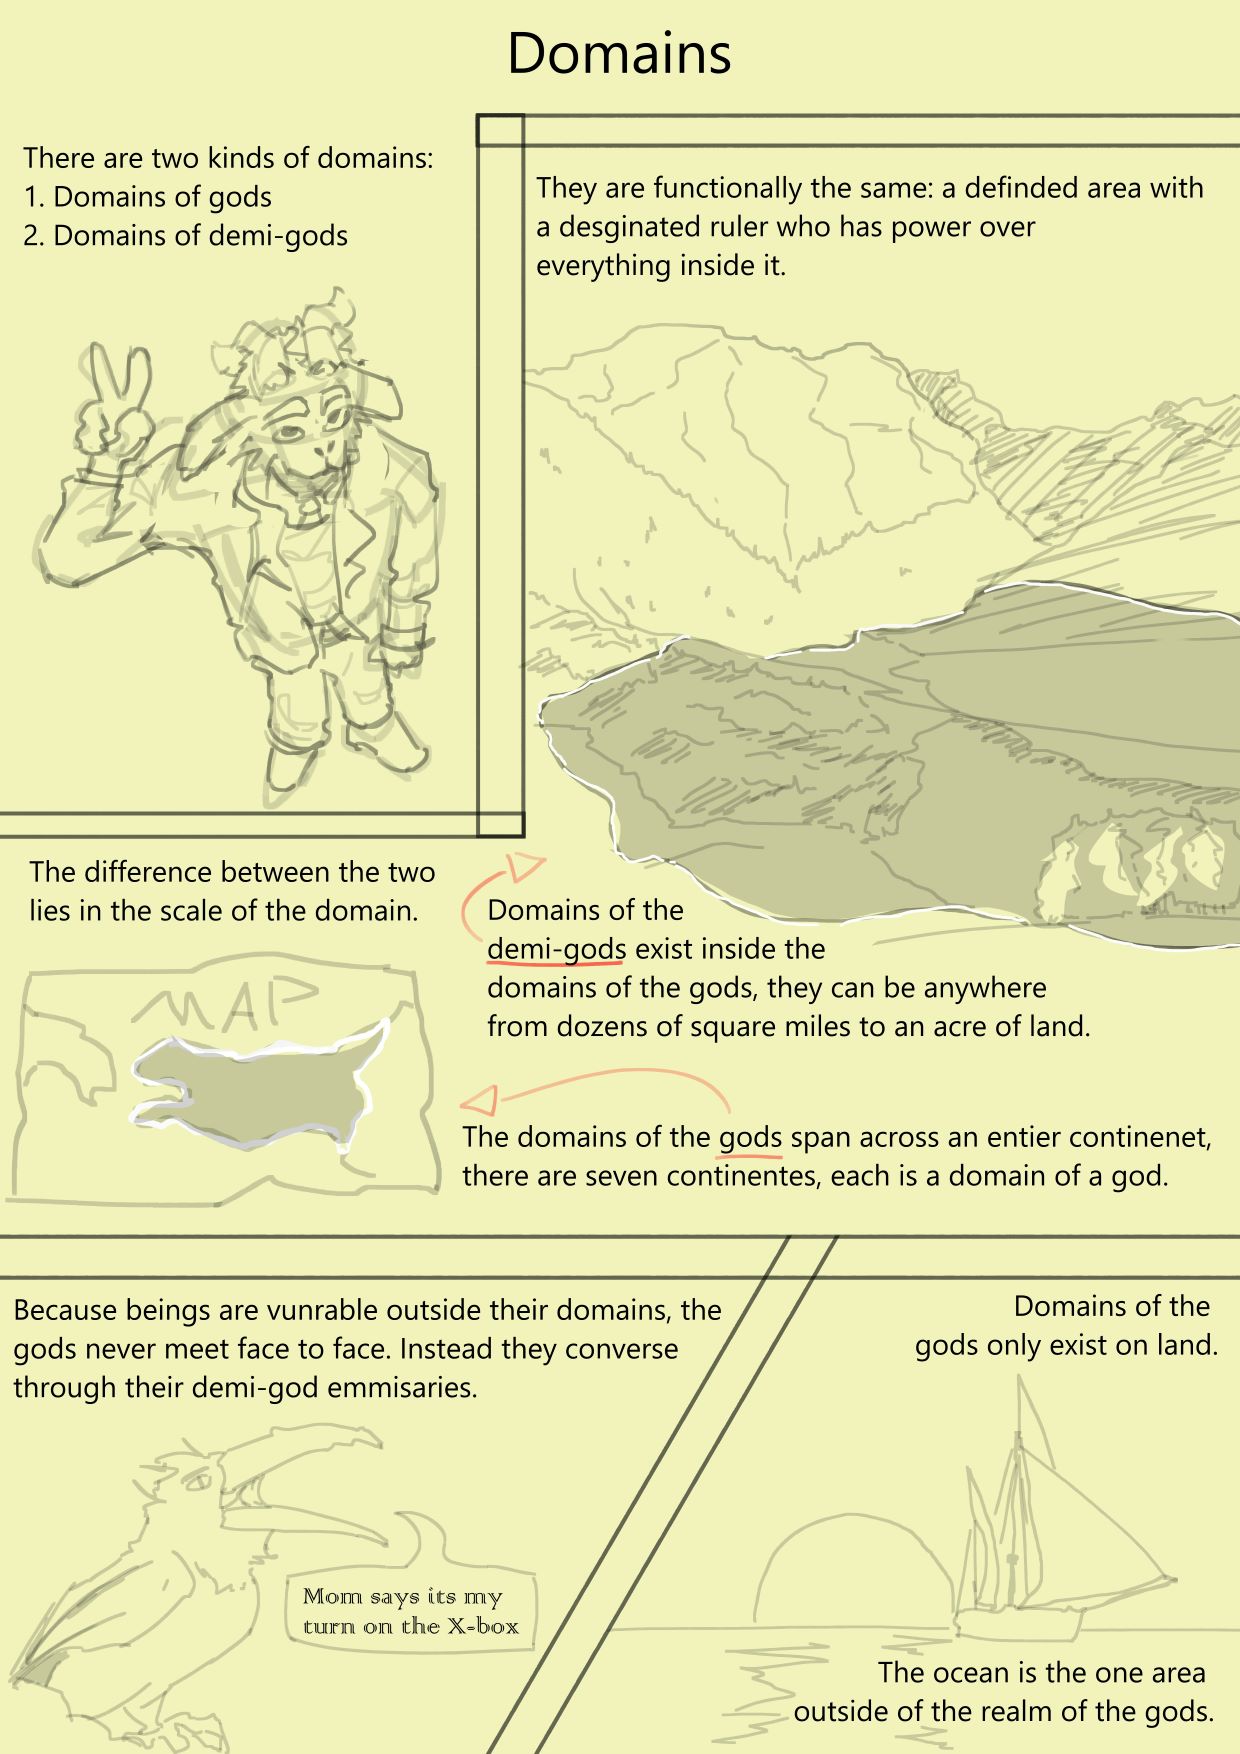 Domains
There are two kinds of domains:
1. Domains of gods
2. Domains of demi-gods
They are functionally the same: a definded area with
a desginated ruler who has power over
everything inside it.
The difference between the two
lies in the scale of the domain.
MAP
Domains of the
demi-gods exist inside the
domains of the gods, they can be anywhere
from dozens of square miles to an acre of land.
The domains of the gods span across an entier continenet,
there are seven continentes, each is a domain of a god.
Because beings are vunrable outside their domains, the
gods never meet face to face. Instead they converse
through their demi-god emmisaries.
Mom says its my
turn on the X-box
Domains of the
gods only exist on land.
The ocean is the one area
outside of the realm of the gods.